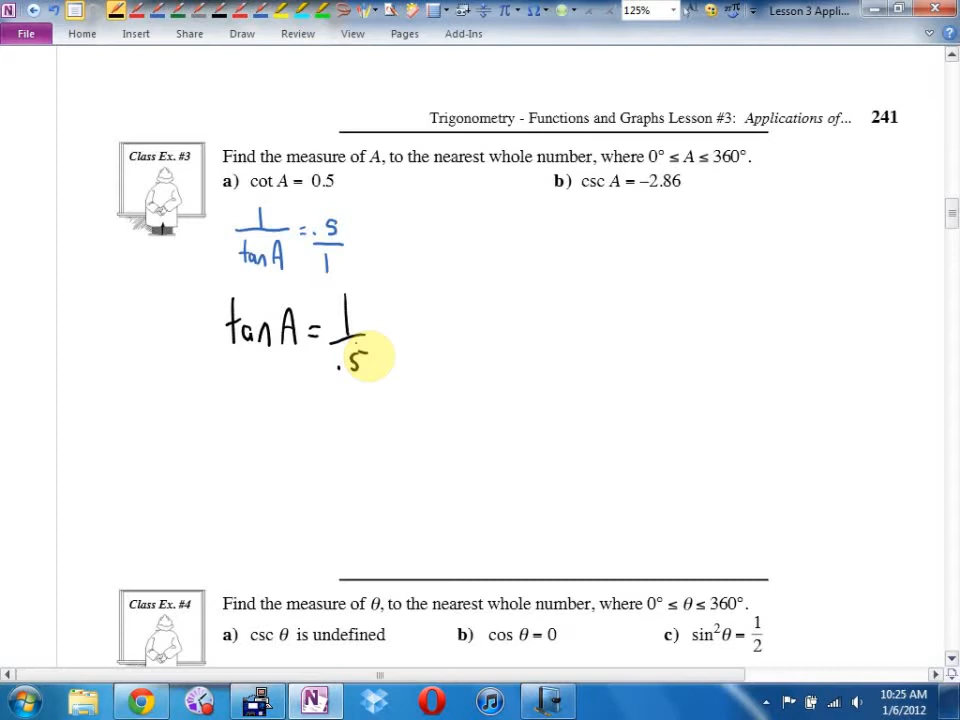 125%
Lesson 3 Appli...
File Home Insert Share Draw Review View Pages Add-Ins
Trigonometry - Functions and Graphs Lesson #3: Applications of... 241
Class Ex. #3
Find the measure of A, to the nearest whole number, where 0° ≤ A ≤ 360°.
a) cot A = 0.5 b) csc A = –2.86
1/tan A = .5/1
tan A = 1/.5
Class Ex. #4
Find the measure of θ, to the nearest whole number, where 0° ≤ θ ≤ 360°.
a) csc θ is undefined b) cos θ = 0 c) sin²θ = 1/2
10:25 AM
1/6/2012